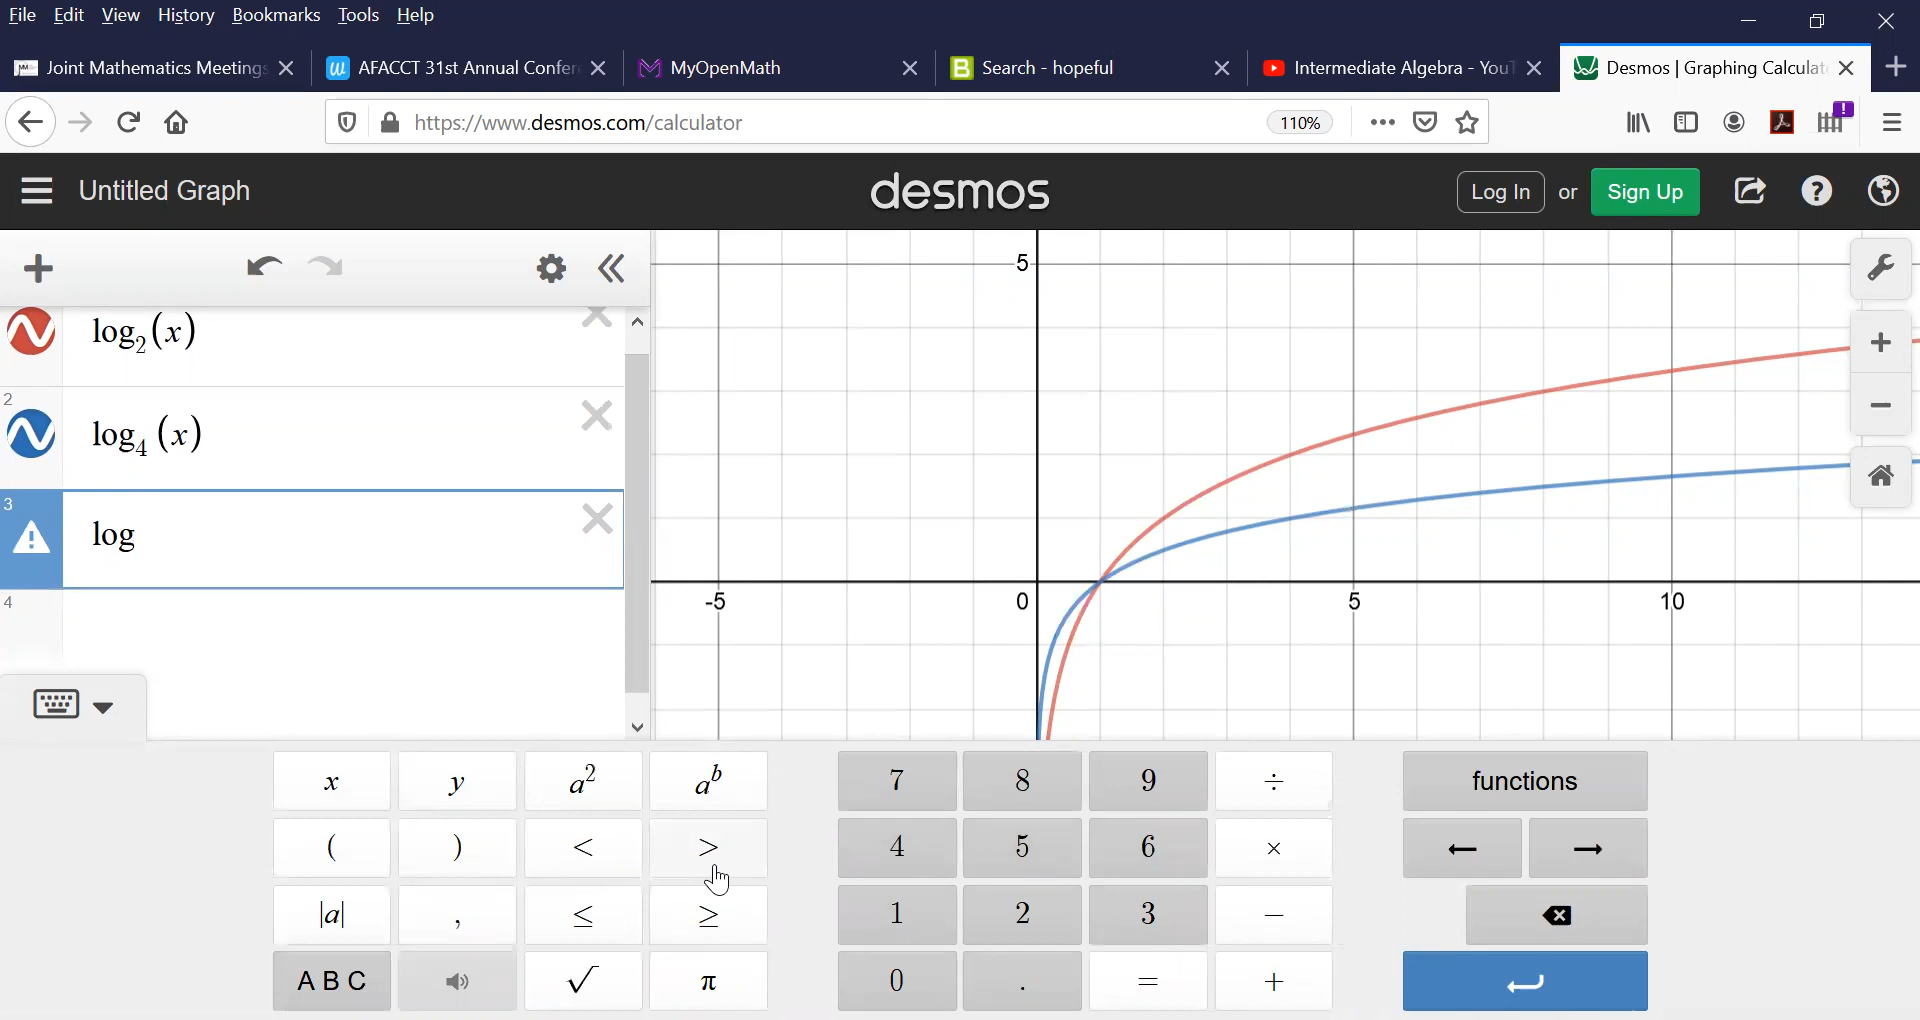 File Edit View History Bookmarks Tools Help
Joint Mathematics Meetings
AFACCT 31st Annual Confer
MyOpenMath
Search - hopeful
Intermediate Algebra - You
Desmos | Graphing Calculat
https://www.desmos.com/calculator
110%
Untitled Graph
desmos
Log In or Sign Up
log₂(x)
2
log₄(x)
3
log
4
5
-5 0 5 10
x y a² aᵇ 7 8 9 ÷ functions
( ) < > 4 5 6 × ← →
|a| , ≤ ≥ 1 2 3 −
A B C √ π 0 . = +